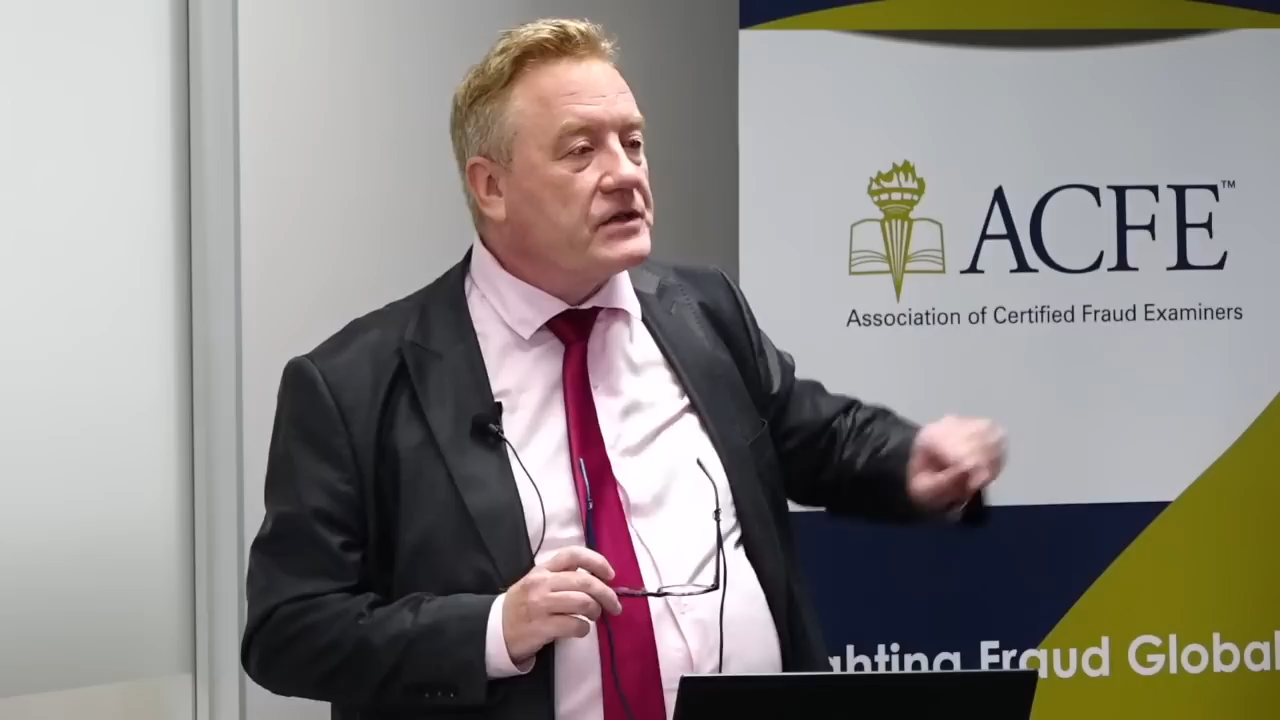 ACFE™
Association of Certified Fraud Examiners
Fraud Global